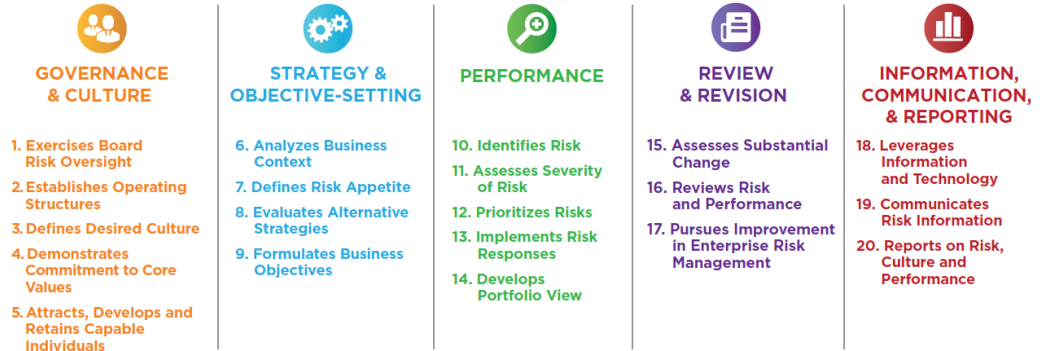 GOVERNANCE
& CULTURE
1. Exercises Board
Risk Oversight
2. Establishes Operating
Structures
3. Defines Desired Culture
4. Demonstrates
Commitment to Core
Values
5. Attracts, Develops and
Retains Capable
Individuals
STRATEGY &
OBJECTIVE-SETTING
6. Analyzes Business
Context
7. Defines Risk Appetite
8. Evaluates Alternative
Strategies
9. Formulates Business
Objectives
PERFORMANCE
10. Identifies Risk
11. Assesses Severity
of Risk
12. Prioritizes Risks
13. Implements Risk
Responses
14. Develops
Portfolio View
REVIEW
& REVISION
15. Assesses Substantial
Change
16. Reviews Risk
and Performance
17. Pursues Improvement
in Enterprise Risk
Management
INFORMATION,
COMMUNICATION,
& REPORTING
18. Leverages
Information
and Technology
19. Communicates
Risk Information
20. Reports on Risk,
Culture and
Performance